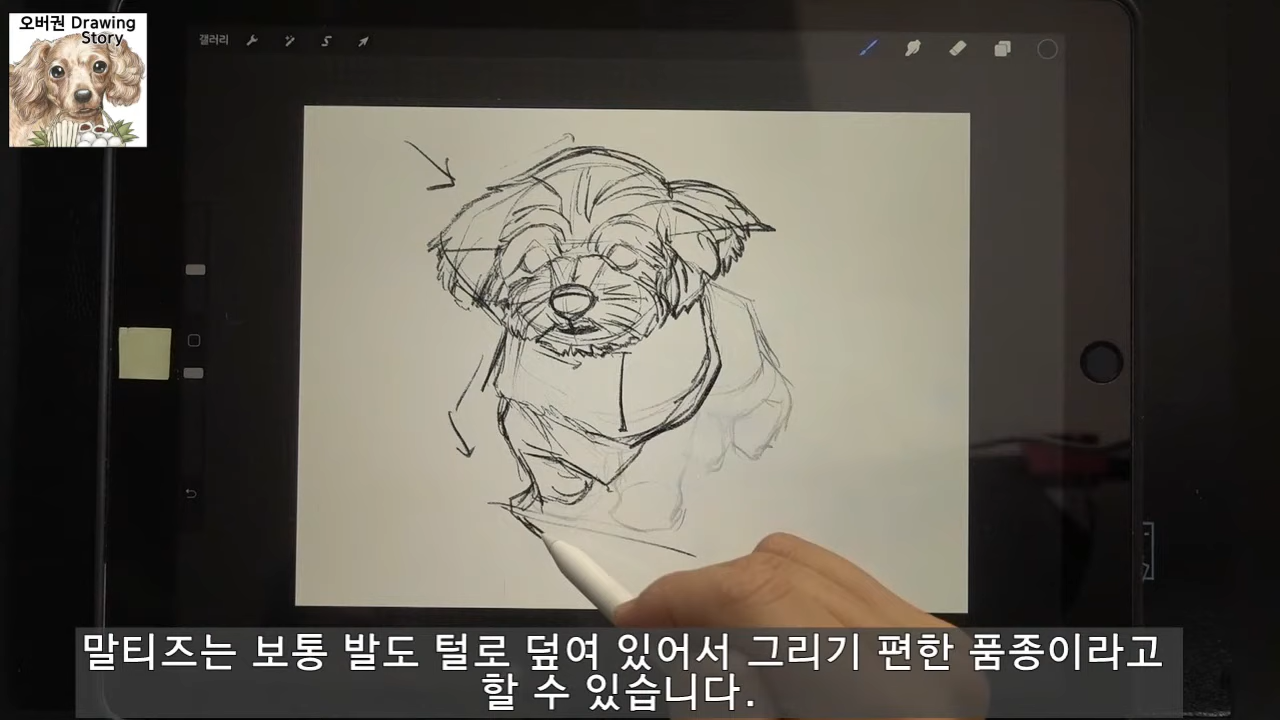 오버권 Drawing
Story
갤러리
말티즈는 보통 발도 털로 덮여 있어서 그리기 편한 품종이라고
할 수 있습니다.